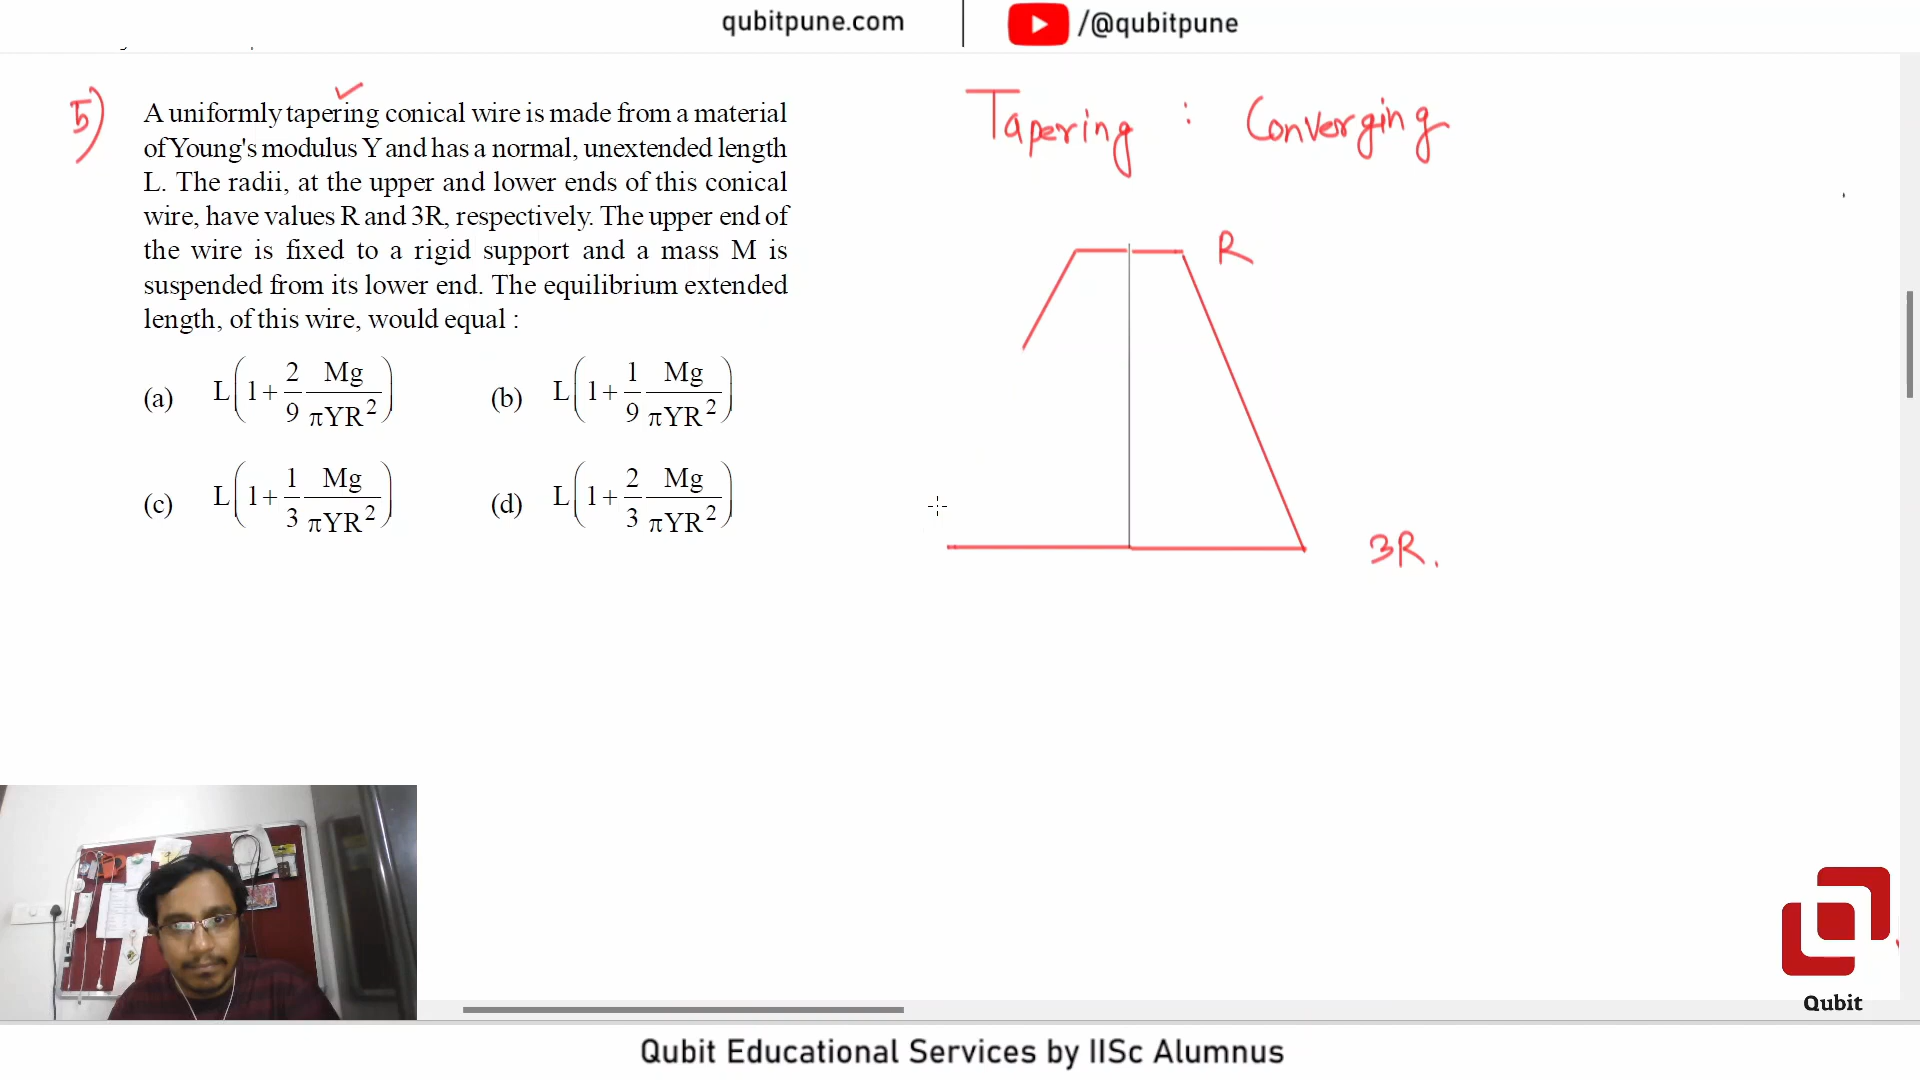 qubitpune.com
/@qubitpune
5)
A uniformly tapering conical wire is made from a material
of Young's modulus Y and has a normal, unextended length
L. The radii, at the upper and lower ends of this conical
wire, have values R and 3R, respectively. The upper end of
the wire is fixed to a rigid support and a mass M is
suspended from its lower end. The equilibrium extended
length, of this wire, would equal :
(a) L(1+ 2/9 Mg/πYR²) (b) L(1+ 1/9 Mg/πYR²)
(c) L(1+ 1/3 Mg/πYR²) (d) L(1+ 2/3 Mg/πYR²)
Tapering : Converging
R
3R.
Qubit
Qubit Educational Services by IISc Alumnus